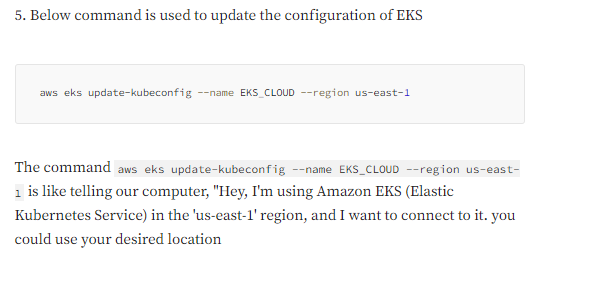 5. Below command is used to update the configuration of EKS
aws eks update-kubeconfig --name EKS_CLOUD --region us-east-1
The command aws eks update-kubeconfig --name EKS_CLOUD --region us-east-
1 is like telling our computer, "Hey, I'm using Amazon EKS (Elastic
Kubernetes Service) in the 'us-east-1' region, and I want to connect to it. you
could use your desired location